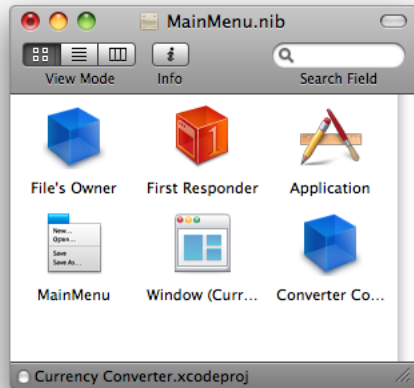 MainMenu.nib
View Mode Info Search Field
File's Owner First Responder Application
1
New...
Open...
Save
Save As...
MainMenu Window (Curr... Converter Co...
Currency Converter.xcodeproj